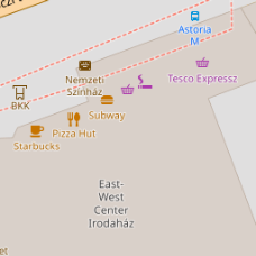 Astoria
M
Tesco Expressz
Nemzeti
Színház
BKK
Subway
Pizza Hut
Starbucks
East-
West
Center
Irodaház